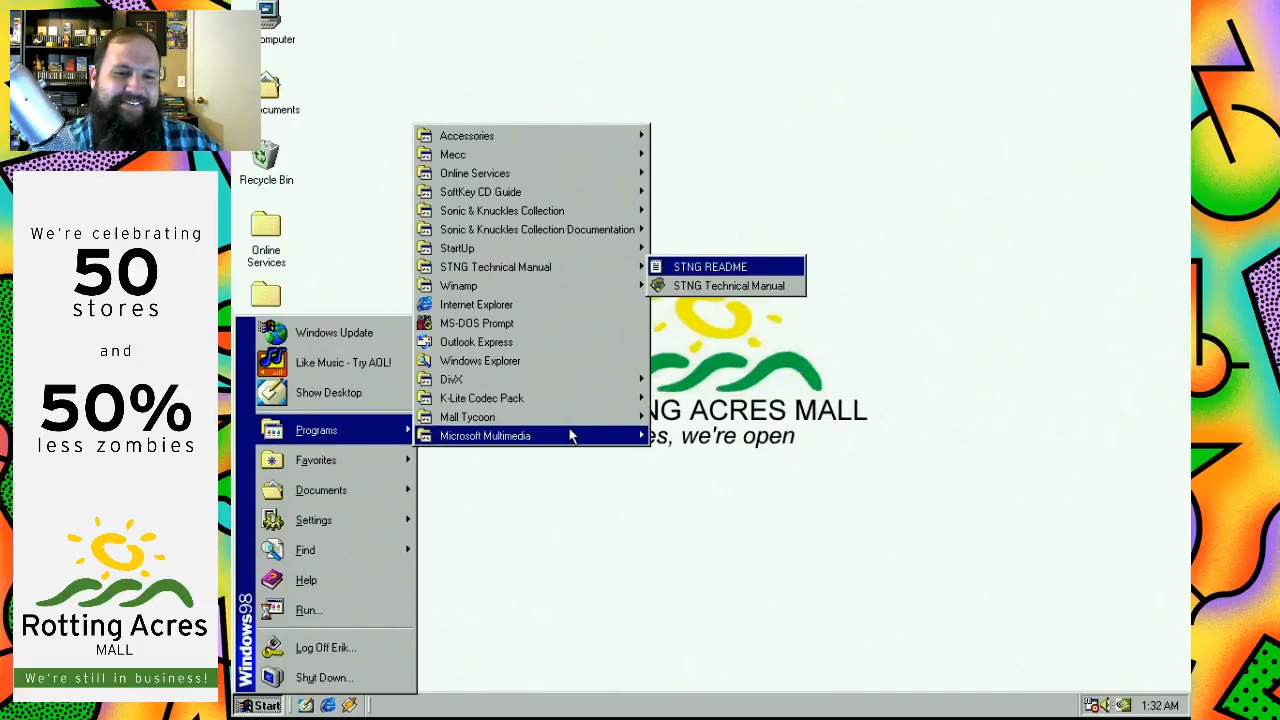 omputer
ocuments
Recycle Bin
Online
Services
We're celebrating
50
stores
and
50%
less zombies
Rotting Acres
MALL
We're still in business!
Accessories
Mecc
Online Services
SoftKey CD Guide
Sonic & Knuckles Collection
Sonic & Knuckles Collection Documentation
StartUp
STNG Technical Manual
Winamp
Internet Explorer
MS-DOS Prompt
Outlook Express
Windows Explorer
DivX
K-Lite Codec Pack
Mall Tycoon
Microsoft Multimedia
STNG README
STNG Technical Manual
NG ACRES MALL
es, we're open
Windows Update
Like Music - Try AOL!
Show Desktop
Programs
Favorites
Documents
Settings
Find
Help
Run...
Log Off Erik...
Shut Down...
Windows98
Start
1:32 AM